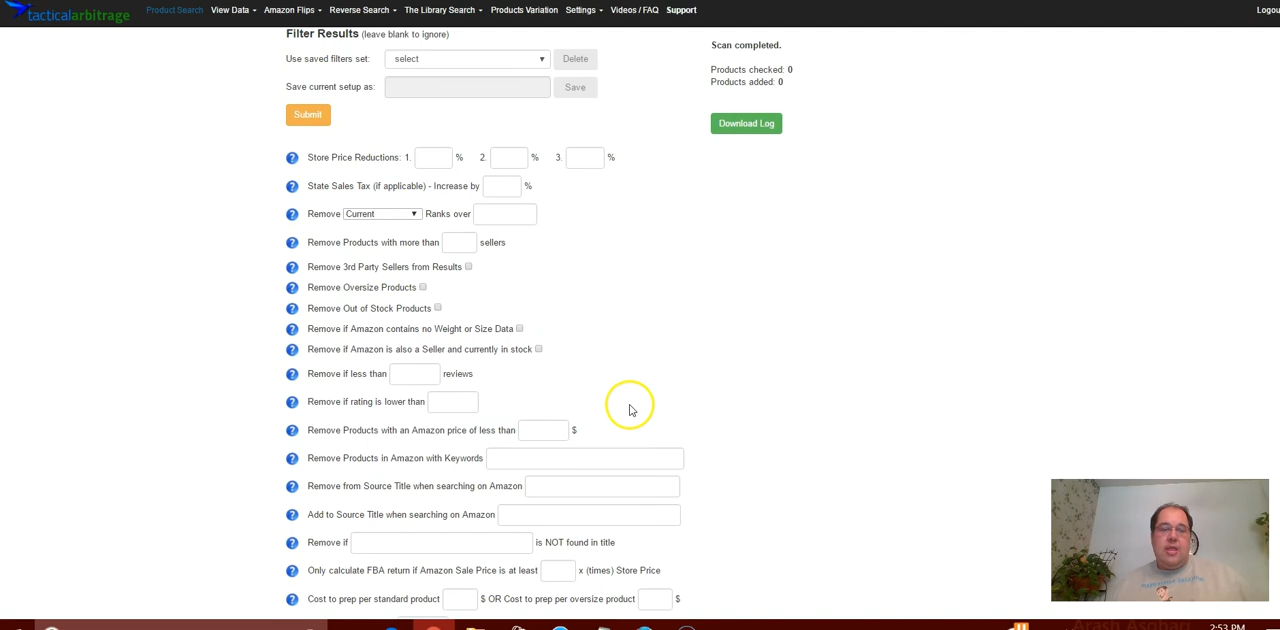 tacticalarbitrage Product Search View Data Amazon Flips Reverse Search The Library Search Products Variation Settings Videos / FAQ Support Logou
Filter Results (leave blank to ignore)
Use saved filters set: select Delete
Save current setup as: Save
Submit
Scan completed.
Products checked: 0
Products added: 0
Download Log
Store Price Reductions: 1. % 2. % 3. %
State Sales Tax (if applicable) - Increase by %
Remove Current Ranks over
Remove Products with more than sellers
Remove 3rd Party Sellers from Results
Remove Oversize Products
Remove Out of Stock Products
Remove if Amazon contains no Weight or Size Data
Remove if Amazon is also a Seller and currently in stock
Remove if less than reviews
Remove if rating is lower than
Remove Products with an Amazon price of less than $
Remove Products in Amazon with Keywords
Remove from Source Title when searching on Amazon
Add to Source Title when searching on Amazon
Remove if is NOT found in title
Only calculate FBA return if Amazon Sale Price is at least x (times) Store Price
Cost to prep per standard product $ OR Cost to prep per oversize product $
2:53 PM